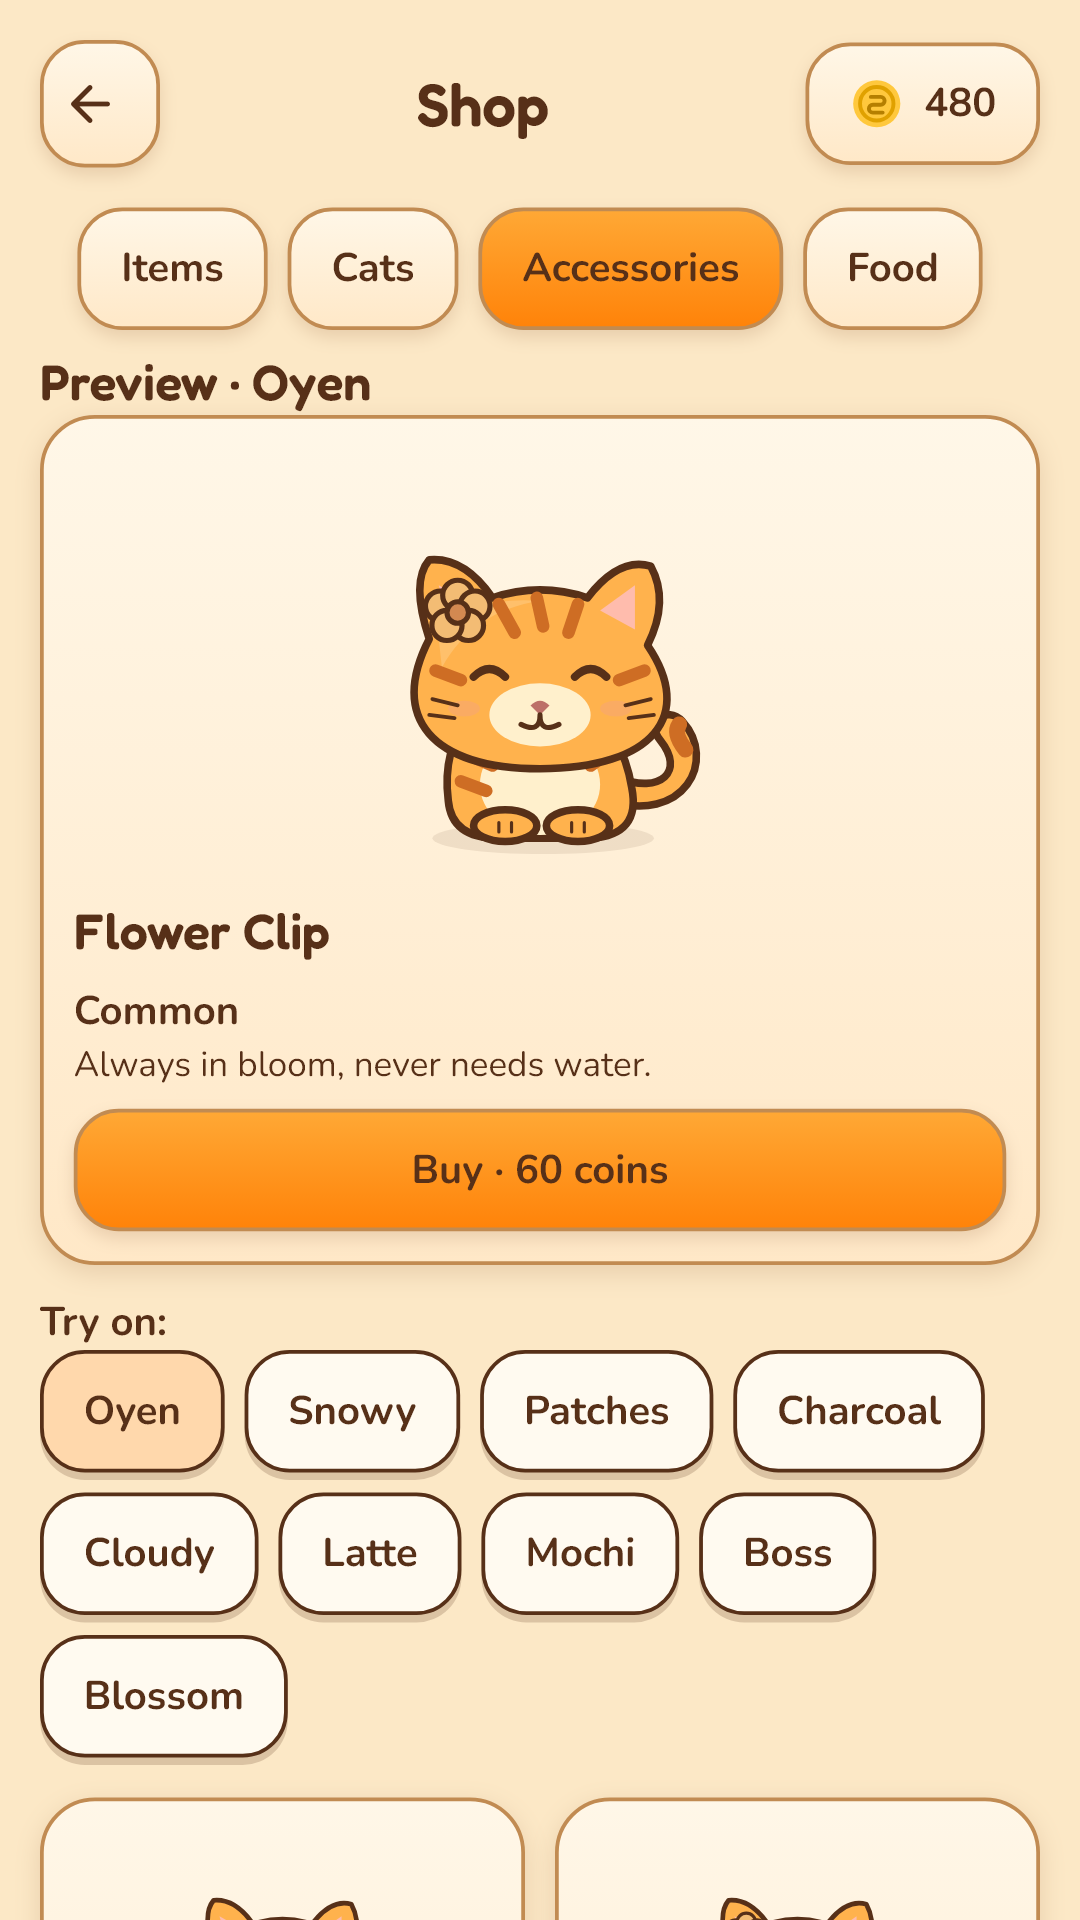 Shop
480
Items
Cats
Accessories
Food
Preview · Oyen
Flower Clip
Common
Always in bloom, never needs water.
Buy · 60 coins
Try on:
Oyen
Snowy
Patches
Charcoal
Cloudy
Latte
Mochi
Boss
Blossom